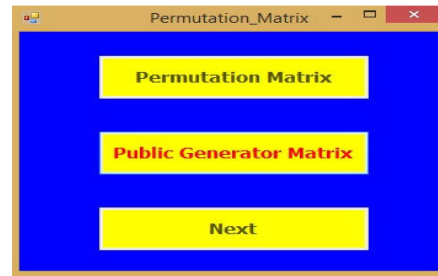 Permutation_Matrix
Permutation Matrix
Public Generator Matrix
Next